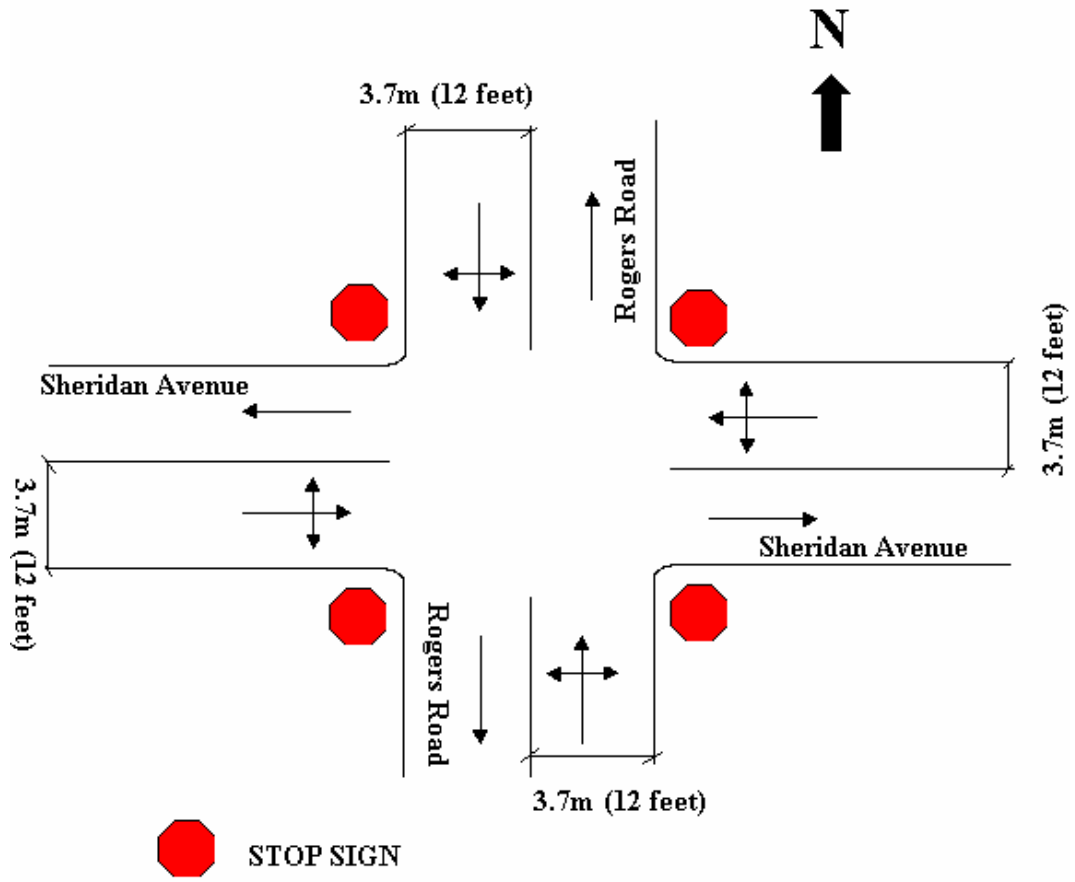 N
3.7m (12 feet)
Rogers Road
Sheridan Avenue
3.7m (12 feet)
3.7m (12 feet)
Sheridan Avenue
Rogers Road
3.7m (12 feet)
STOP SIGN